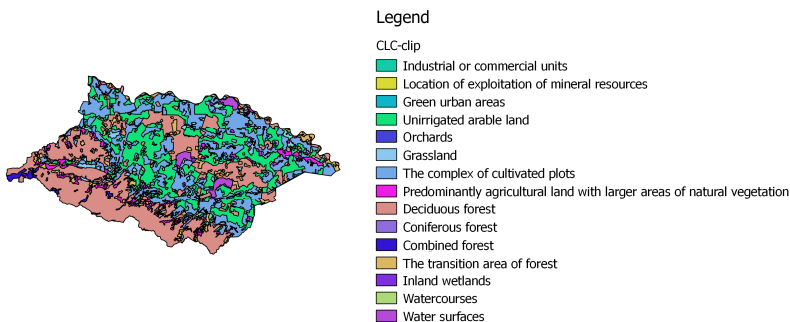 Legend
CLC-clip
Industrial or commercial units
Location of exploitation of mineral resources
Green urban areas
Unirrigated arable land
Orchards
Grassland
The complex of cultivated plots
Predominantly agricultural land with larger areas of natural vegetation
Deciduous forest
Coniferous forest
Combined forest
The transition area of forest
Inland wetlands
Watercourses
Water surfaces